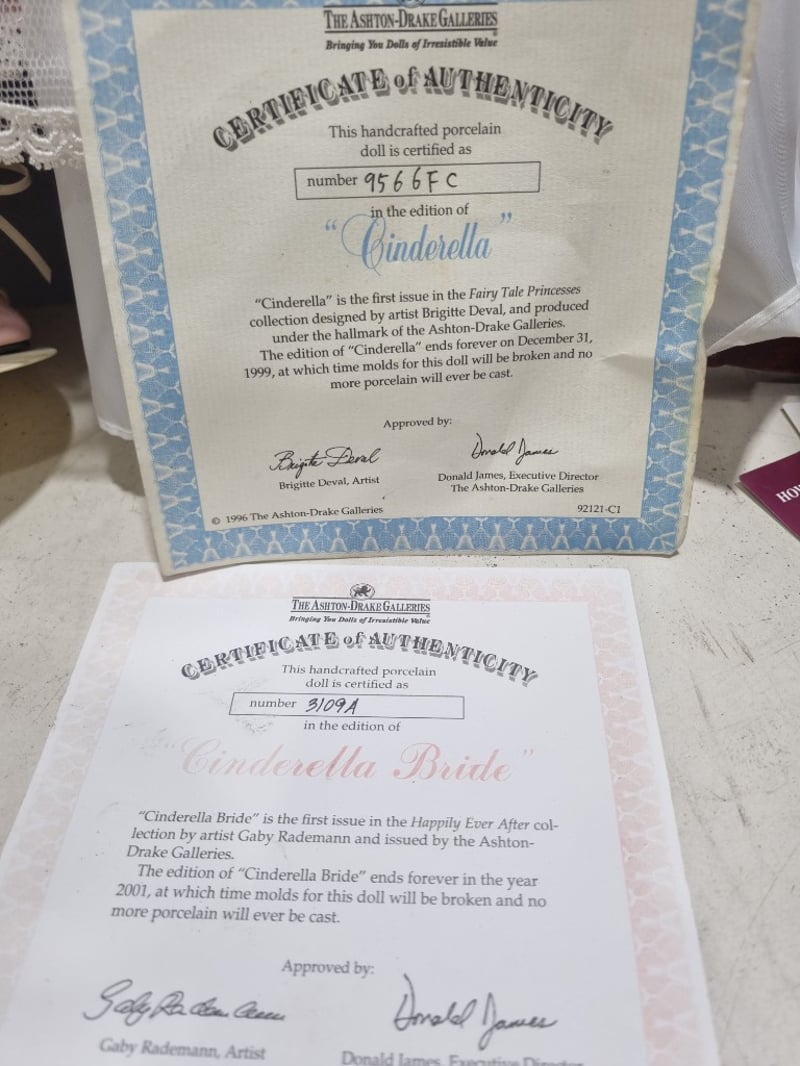 THE ASHTON-DRAKE GALLERIES
Bringing You Dolls of Irresistible Value
CERTIFICATE of AUTHENTICITY
This handcrafted porcelain
doll is certified as
number 9566FC
in the edition of
“Cinderella”
“Cinderella” is the first issue in the Fairy Tale Princesses
collection designed by artist Brigitte Deval, and produced
under the hallmark of the Ashton-Drake Galleries.
The edition of “Cinderella” ends forever on December 31,
1999, at which time molds for this doll will be broken and no
more porcelain will ever be cast.
Approved by:
Brigitte Deval
Donald James
Brigitte Deval, Artist
Donald James, Executive Director
The Ashton-Drake Galleries
© 1996 The Ashton-Drake Galleries
92121-C1
HO
THE ASHTON-DRAKE GALLERIES
Bringing You Dolls of Irresistible Value
CERTIFICATE of AUTHENTICITY
This handcrafted porcelain
doll is certified as
number 3109A
in the edition of
“Cinderella Bride”
“Cinderella Bride” is the first issue in the Happily Ever After col-
lection by artist Gaby Rademann and issued by the Ashton-
Drake Galleries.
The edition of “Cinderella Bride” ends forever in the year
2001, at which time molds for this doll will be broken and no
more porcelain will ever be cast.
Approved by:
Gaby Rademann
Donald James
Gaby Rademann, Artist
Donald James, Executive Director